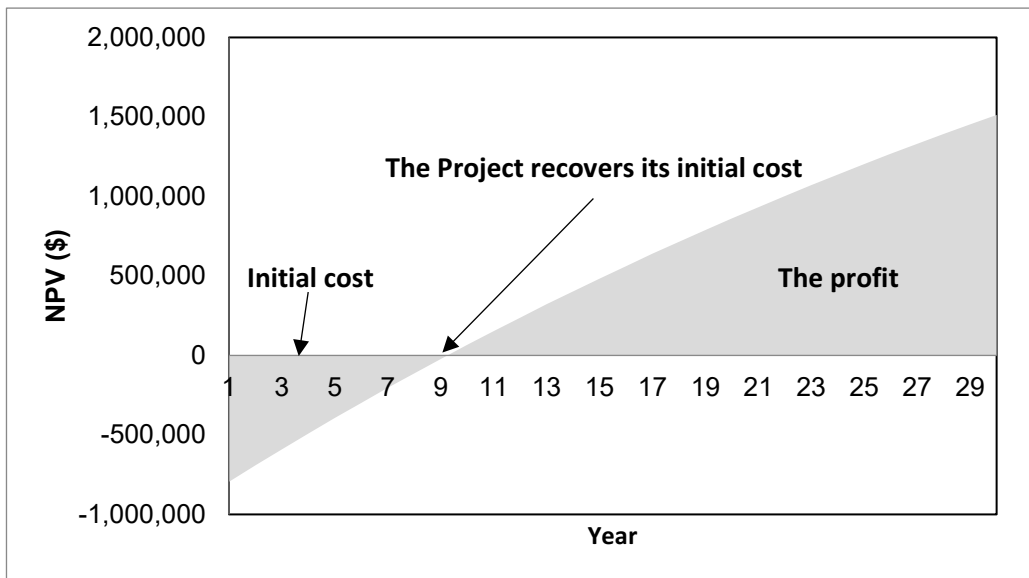 2,000,000
1,500,000
The Project recovers its initial cost
1,000,000
NPV ($)
500,000
Initial cost
The profit
0
1 3 5 7 9 11 13 15 17 19 21 23 25 27 29
-500,000
-1,000,000
Year